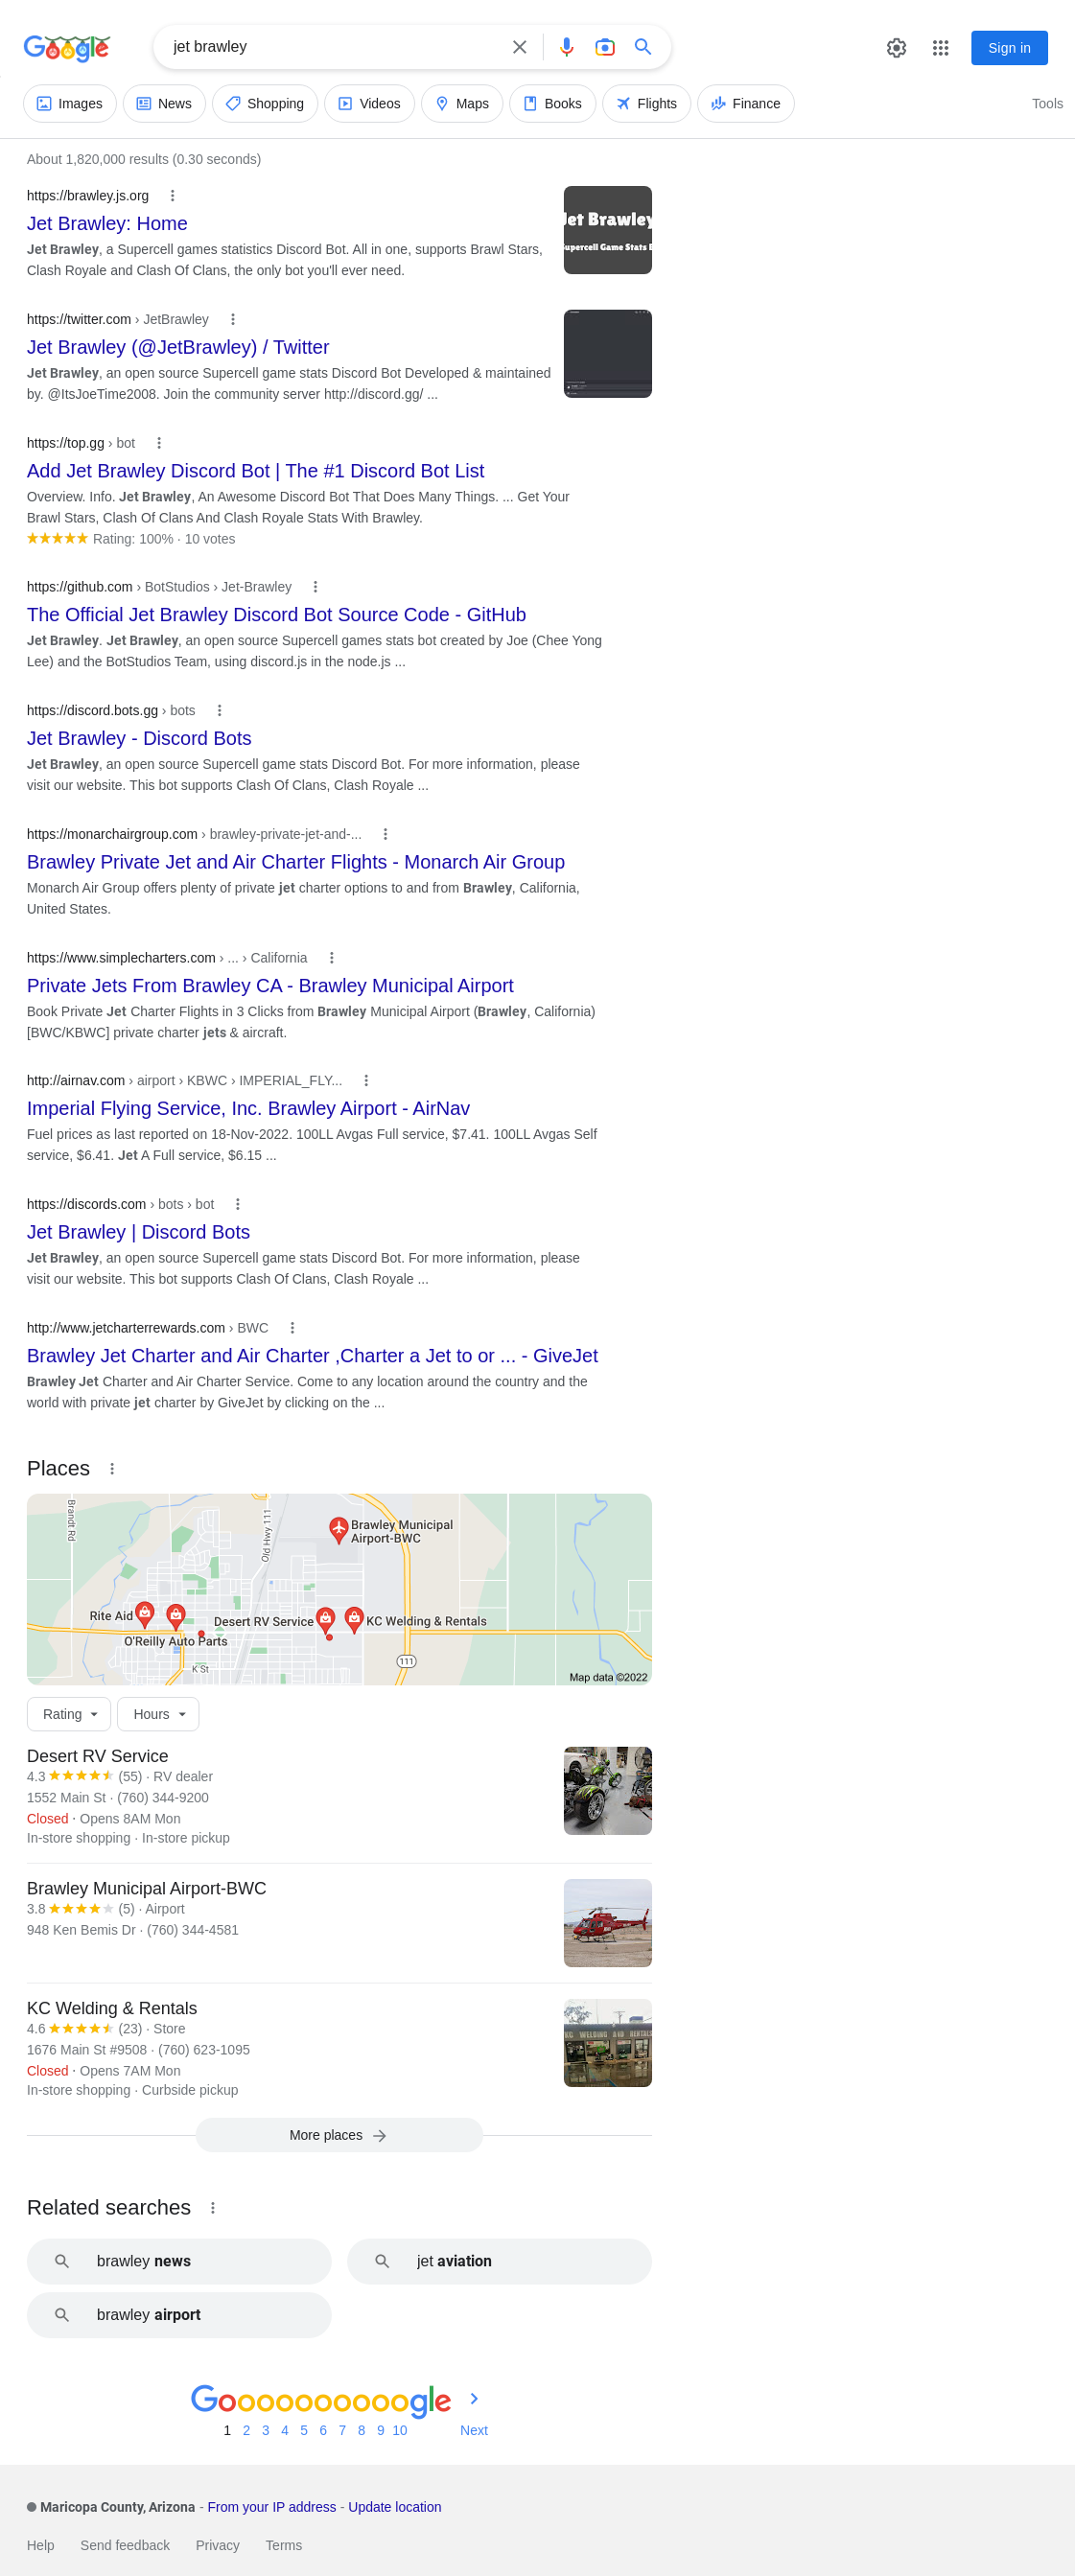 Google
jet brawley
Sign in
Images
News
Shopping
Videos
Maps
Books
Flights
Finance
Tools
About 1,820,000 results (0.30 seconds)
https://brawley.js.org
Jet Brawley: Home
Jet Brawley, a Supercell games statistics Discord Bot. All in one, supports Brawl Stars,
Clash Royale and Clash Of Clans, the only bot you'll ever need.
Jet Brawley
Supercell Game Stats
https://twitter.com › JetBrawley
Jet Brawley (@JetBrawley) / Twitter
Jet Brawley, an open source Supercell game stats Discord Bot Developed & maintained
by. @ItsJoeTime2008. Join the community server http://discord.gg/ ...
https://top.gg › bot
Add Jet Brawley Discord Bot | The #1 Discord Bot List
Overview. Info. Jet Brawley, An Awesome Discord Bot That Does Many Things. ... Get Your
Brawl Stars, Clash Of Clans And Clash Royale Stats With Brawley.
Rating: 100% · 10 votes
https://github.com › BotStudios › Jet-Brawley
The Official Jet Brawley Discord Bot Source Code - GitHub
Jet Brawley. Jet Brawley, an open source Supercell games stats bot created by Joe (Chee Yong
Lee) and the BotStudios Team, using discord.js in the node.js ...
https://discord.bots.gg › bots
Jet Brawley - Discord Bots
Jet Brawley, an open source Supercell game stats Discord Bot. For more information, please
visit our website. This bot supports Clash Of Clans, Clash Royale ...
https://monarchairgroup.com › brawley-private-jet-and-...
Brawley Private Jet and Air Charter Flights - Monarch Air Group
Monarch Air Group offers plenty of private jet charter options to and from Brawley, California,
United States.
https://www.simplecharters.com › ... › California
Private Jets From Brawley CA - Brawley Municipal Airport
Book Private Jet Charter Flights in 3 Clicks from Brawley Municipal Airport (Brawley, California)
[BWC/KBWC] private charter jets & aircraft.
http://airnav.com › airport › KBWC › IMPERIAL_FLY...
Imperial Flying Service, Inc. Brawley Airport - AirNav
Fuel prices as last reported on 18-Nov-2022. 100LL Avgas Full service, $7.41. 100LL Avgas Self
service, $6.41. Jet A Full service, $6.15 ...
https://discords.com › bots › bot
Jet Brawley | Discord Bots
Jet Brawley, an open source Supercell game stats Discord Bot. For more information, please
visit our website. This bot supports Clash Of Clans, Clash Royale ...
http://www.jetcharterrewards.com › BWC
Brawley Jet Charter and Air Charter ,Charter a Jet to or ... - GiveJet
Brawley Jet Charter and Air Charter Service. Come to any location around the country and the
world with private jet charter by GiveJet by clicking on the ...
Places
Brandt Rd
Old Hwy 111
Brawley Municipal
Airport-BWC
Rite Aid
O'Reilly Auto Parts
Desert RV Service
KC Welding & Rentals
K St
111
Map data ©2022
Rating
Hours
Desert RV Service
4.3 (55) · RV dealer
1552 Main St · (760) 344-9200
Closed · Opens 8AM Mon
In-store shopping · In-store pickup
Brawley Municipal Airport-BWC
3.8 (5) · Airport
948 Ken Bemis Dr · (760) 344-4581
KC Welding & Rentals
4.6 (23) · Store
1676 Main St #9508 · (760) 623-1095
Closed · Opens 7AM Mon
In-store shopping · Curbside pickup
KC WELDING AND RENTALS
More places
Related searches
brawley news
jet aviation
brawley airport
Goooooooooogle
1 2 3 4 5 6 7 8 9 10 Next
Maricopa County, Arizona - From your IP address - Update location
Help Send feedback Privacy Terms